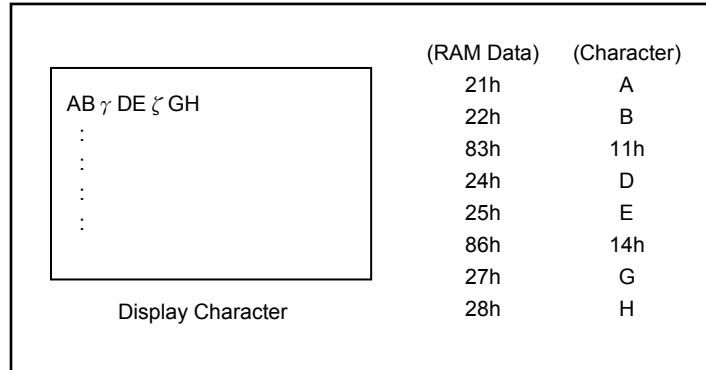 (RAM Data) (Character)
21h A
AB γ DE ζ GH
22h B
:
83h 11h
:
24h D
:
25h E
:
86h 14h
27h G
Display Character
28h H